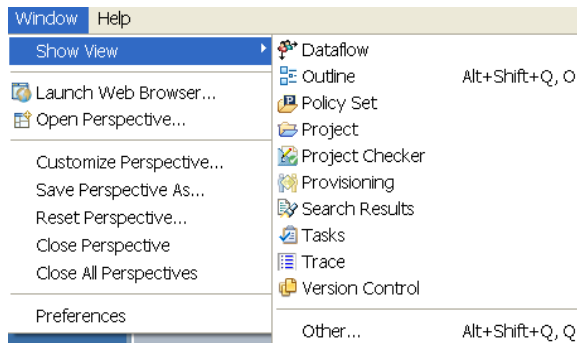 Window Help
Show View
Launch Web Browser...
Open Perspective...
Customize Perspective...
Save Perspective As...
Reset Perspective...
Close Perspective
Close All Perspectives
Preferences
Dataflow
Outline Alt+Shift+Q, O
Policy Set
Project
Project Checker
Provisioning
Search Results
Tasks
Trace
Version Control
Other... Alt+Shift+Q, Q